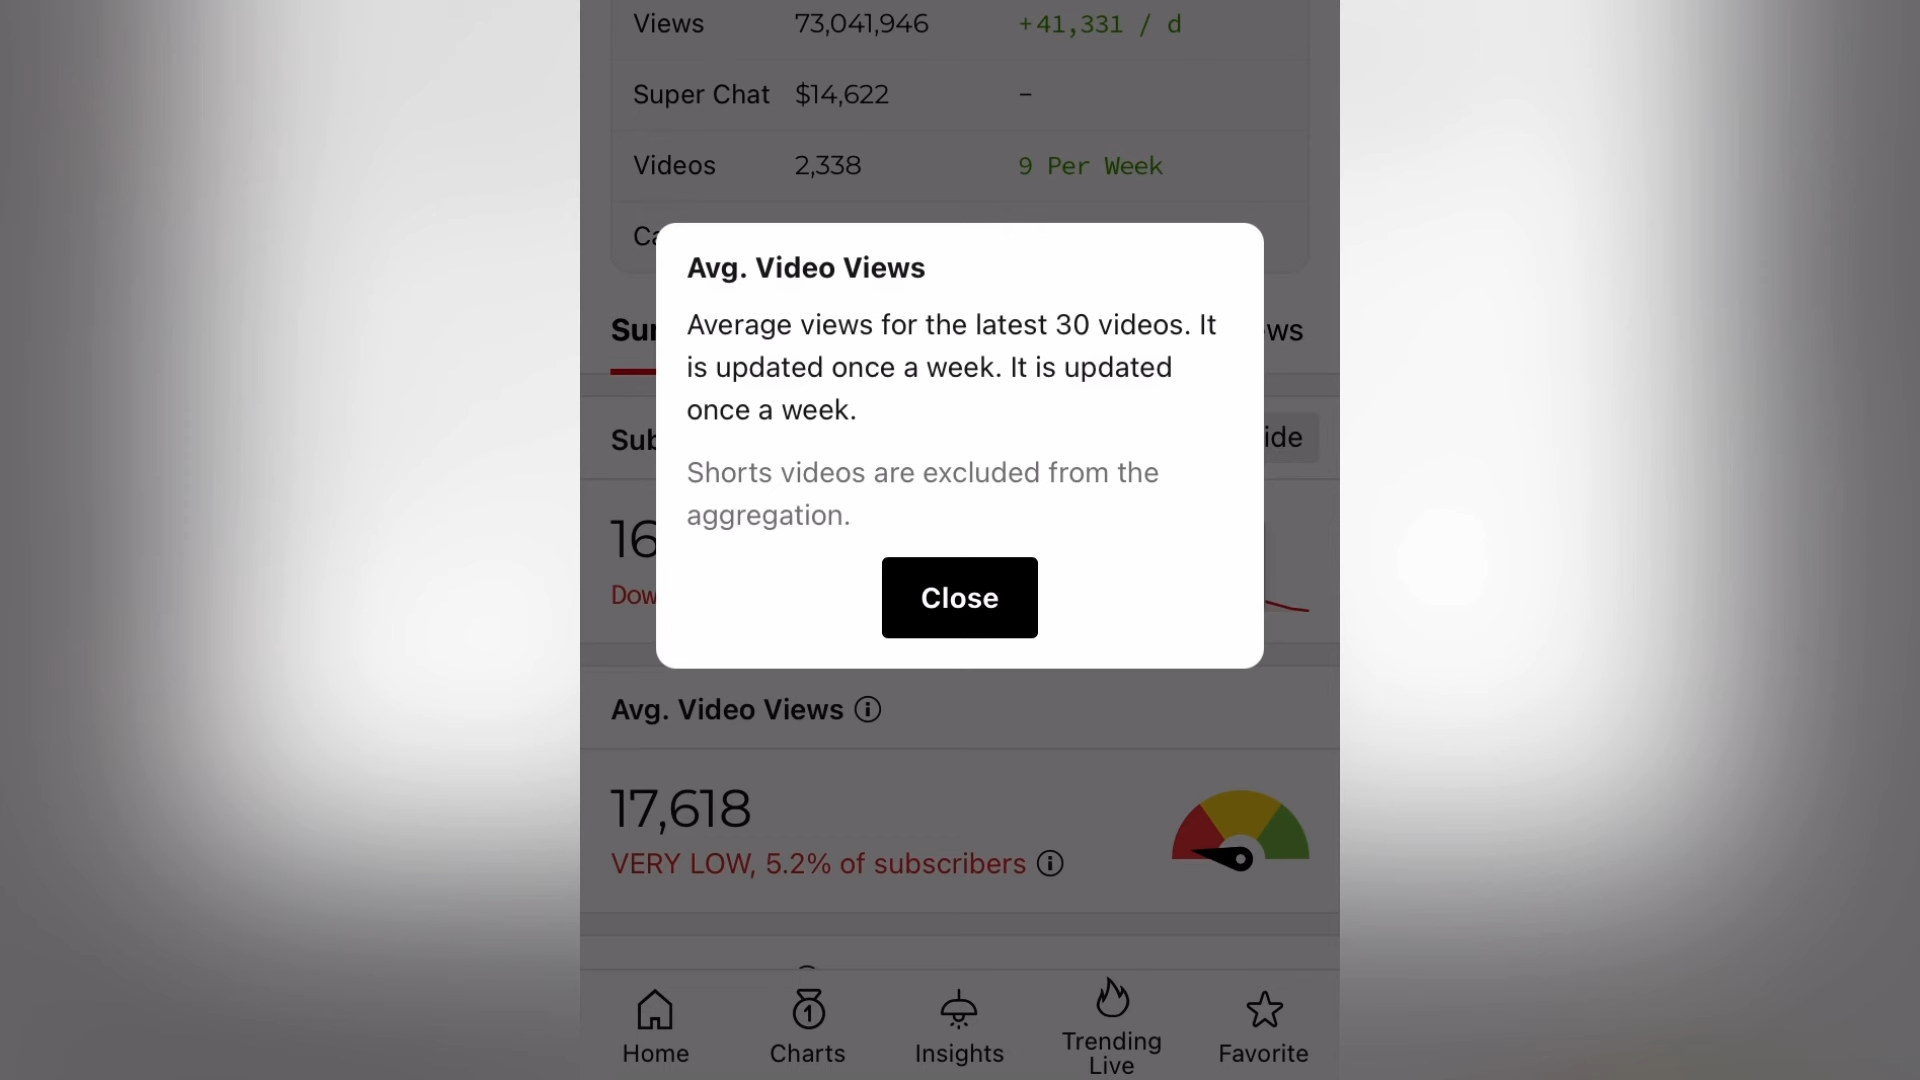 Views 73,041,946 +41,331 / d
Super Chat $14,622 –
Videos 2,338 9 Per Week
Avg. Video Views
Average views for the latest 30 videos. It
is updated once a week. It is updated
once a week.
Shorts videos are excluded from the
aggregation.
Close
Avg. Video Views
17,618
VERY LOW, 5.2% of subscribers
Home
Charts
Insights
Trending
Live
Favorite